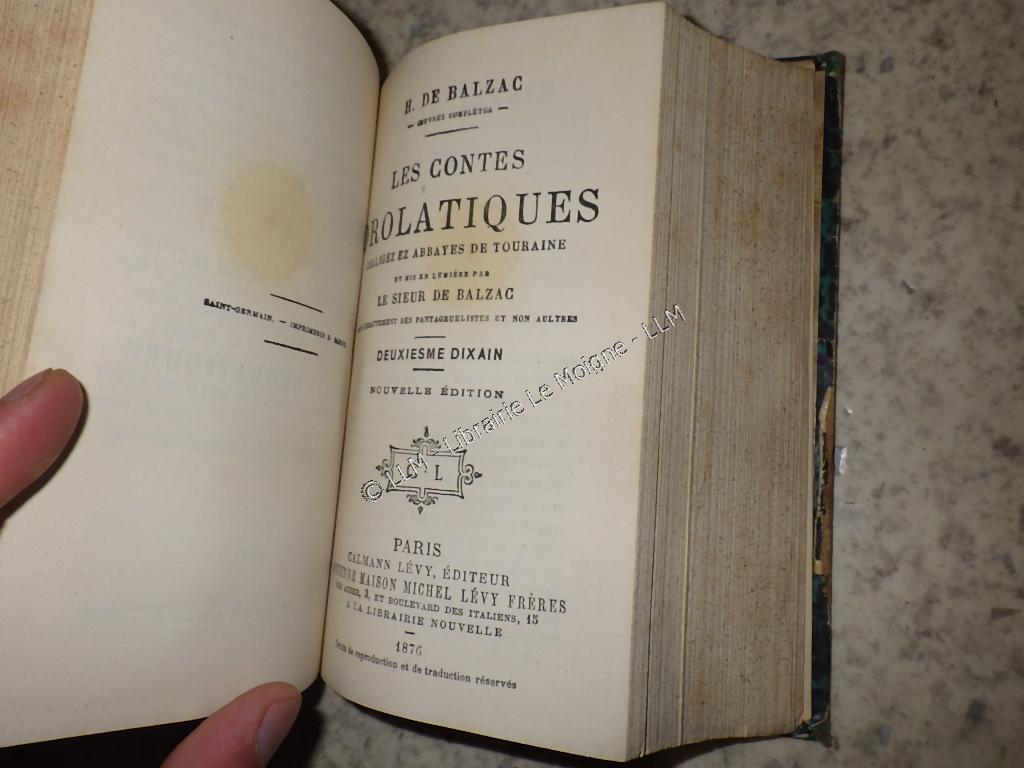 SAINT-GERMAIN. — IMPRIMERIE D.
H. DE BALZAC
— ŒUVRES COMPLÈTES —
LES CONTES
ROLATIQUES
EZ ABBAYES DE TOURAINE
ET MIS EN LUMIÈRE PAR
LE SIEUR DE BALZAC
DES PANTAGRUELISTES ET NON AULTRES
DEUXIESME DIXAIN
NOUVELLE ÉDITION
L
© LLM - Librairie Le Moigne - LLM
PARIS
CALMANN LÉVY, ÉDITEUR
MAISON MICHEL LÉVY FRÈRES
3, ET BOULEVARD DES ITALIENS, 15
A LA LIBRAIRIE NOUVELLE
1876
de reproduction et de traduction réservés